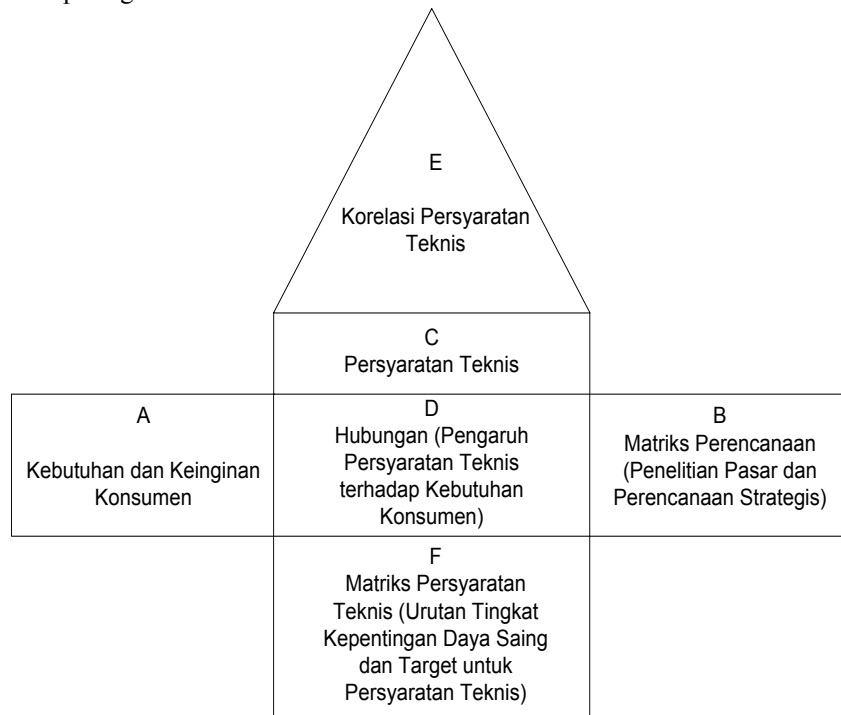 E
Korelasi Persyaratan
Teknis
C
Persyaratan Teknis
A
Kebutuhan dan Keinginan
Konsumen
D
Hubungan (Pengaruh
Persyaratan Teknis
terhadap Kebutuhan
Konsumen)
B
Matriks Perencanaan
(Penelitian Pasar dan
Perencanaan Strategis)
F
Matriks Persyaratan
Teknis (Urutan Tingkat
Kepentingan Daya Saing
dan Target untuk
Persyaratan Teknis)